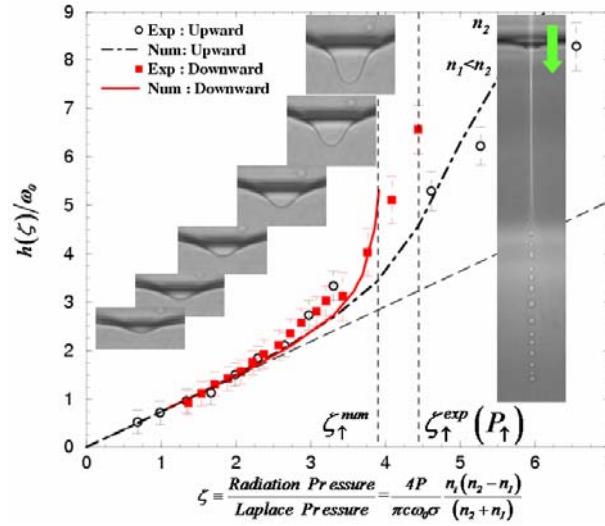 9
8
7
6
5
4
3
2
1
0
h(ζ)/ω₀
Exp : Upward
Num: Upward
Exp : Downward
Num : Downward
n₂
n₁<n₂
ζ↑ⁿᵘᵐ
ζ↑ᵉˣᵖ (P↑)
0 1 2 3 4 5 6
ζ ≡ Radiation Pressure / Laplace Pressure = 4P / πcω₀σ nᵢ(n₂ − n₁) / (n₂ + n₁)